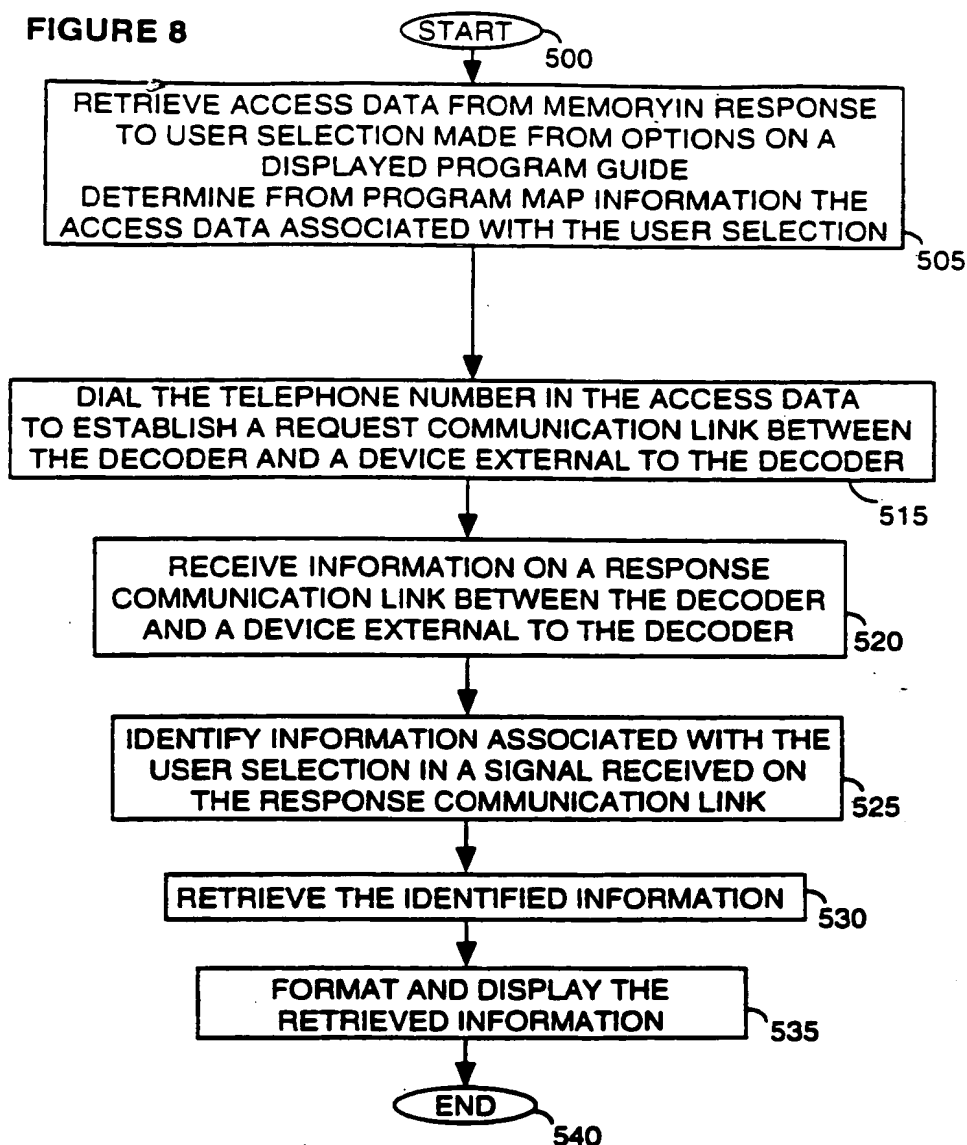 FIGURE 8
START
500
RETRIEVE ACCESS DATA FROM MEMORYIN RESPONSE
TO USER SELECTION MADE FROM OPTIONS ON A
DISPLAYED PROGRAM GUIDE
DETERMINE FROM PROGRAM MAP INFORMATION THE
ACCESS DATA ASSOCIATED WITH THE USER SELECTION
505
DIAL THE TELEPHONE NUMBER IN THE ACCESS DATA
TO ESTABLISH A REQUEST COMMUNICATION LINK BETWEEN
THE DECODER AND A DEVICE EXTERNAL TO THE DECODER
515
RECEIVE INFORMATION ON A RESPONSE
COMMUNICATION LINK BETWEEN THE DECODER
AND A DEVICE EXTERNAL TO THE DECODER
520
IDENTIFY INFORMATION ASSOCIATED WITH THE
USER SELECTION IN A SIGNAL RECEIVED ON
THE RESPONSE COMMUNICATION LINK
525
RETRIEVE THE IDENTIFIED INFORMATION
530
FORMAT AND DISPLAY THE
RETRIEVED INFORMATION
535
END
540